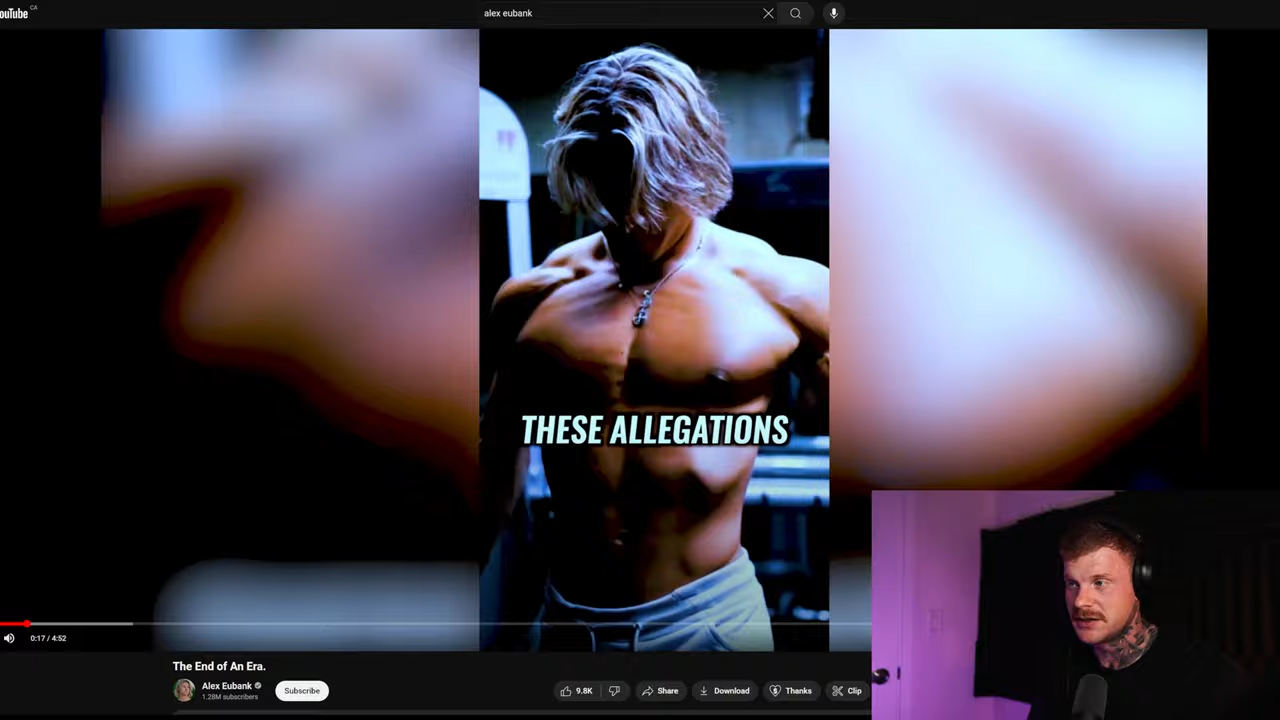 ouTube CA
alex eubank
THESE ALLEGATIONS
0:17 / 4:52
The End of An Era.
Alex Eubank
1.28M subscribers
Subscribe
9.8K
Share
Download
Thanks
Clip